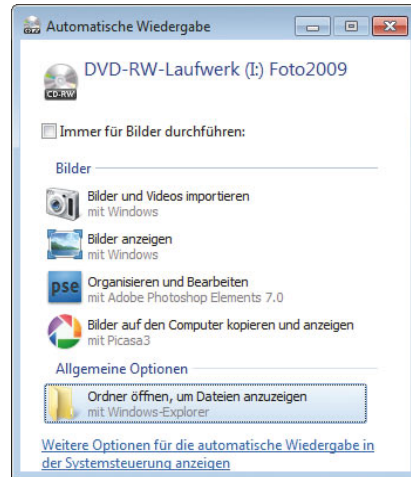 Automatische Wiedergabe
DVD-RW-Laufwerk (I:) Foto2009
CD-RW
Immer für Bilder durchführen:
Bilder
Bilder und Videos importieren
mit Windows
Bilder anzeigen
mit Windows
pse
Organisieren und Bearbeiten
mit Adobe Photoshop Elements 7.0
Bilder auf den Computer kopieren und anzeigen
mit Picasa3
Allgemeine Optionen
Ordner öffnen, um Dateien anzuzeigen
mit Windows-Explorer
Weitere Optionen für die automatische Wiedergabe in
der Systemsteuerung anzeigen